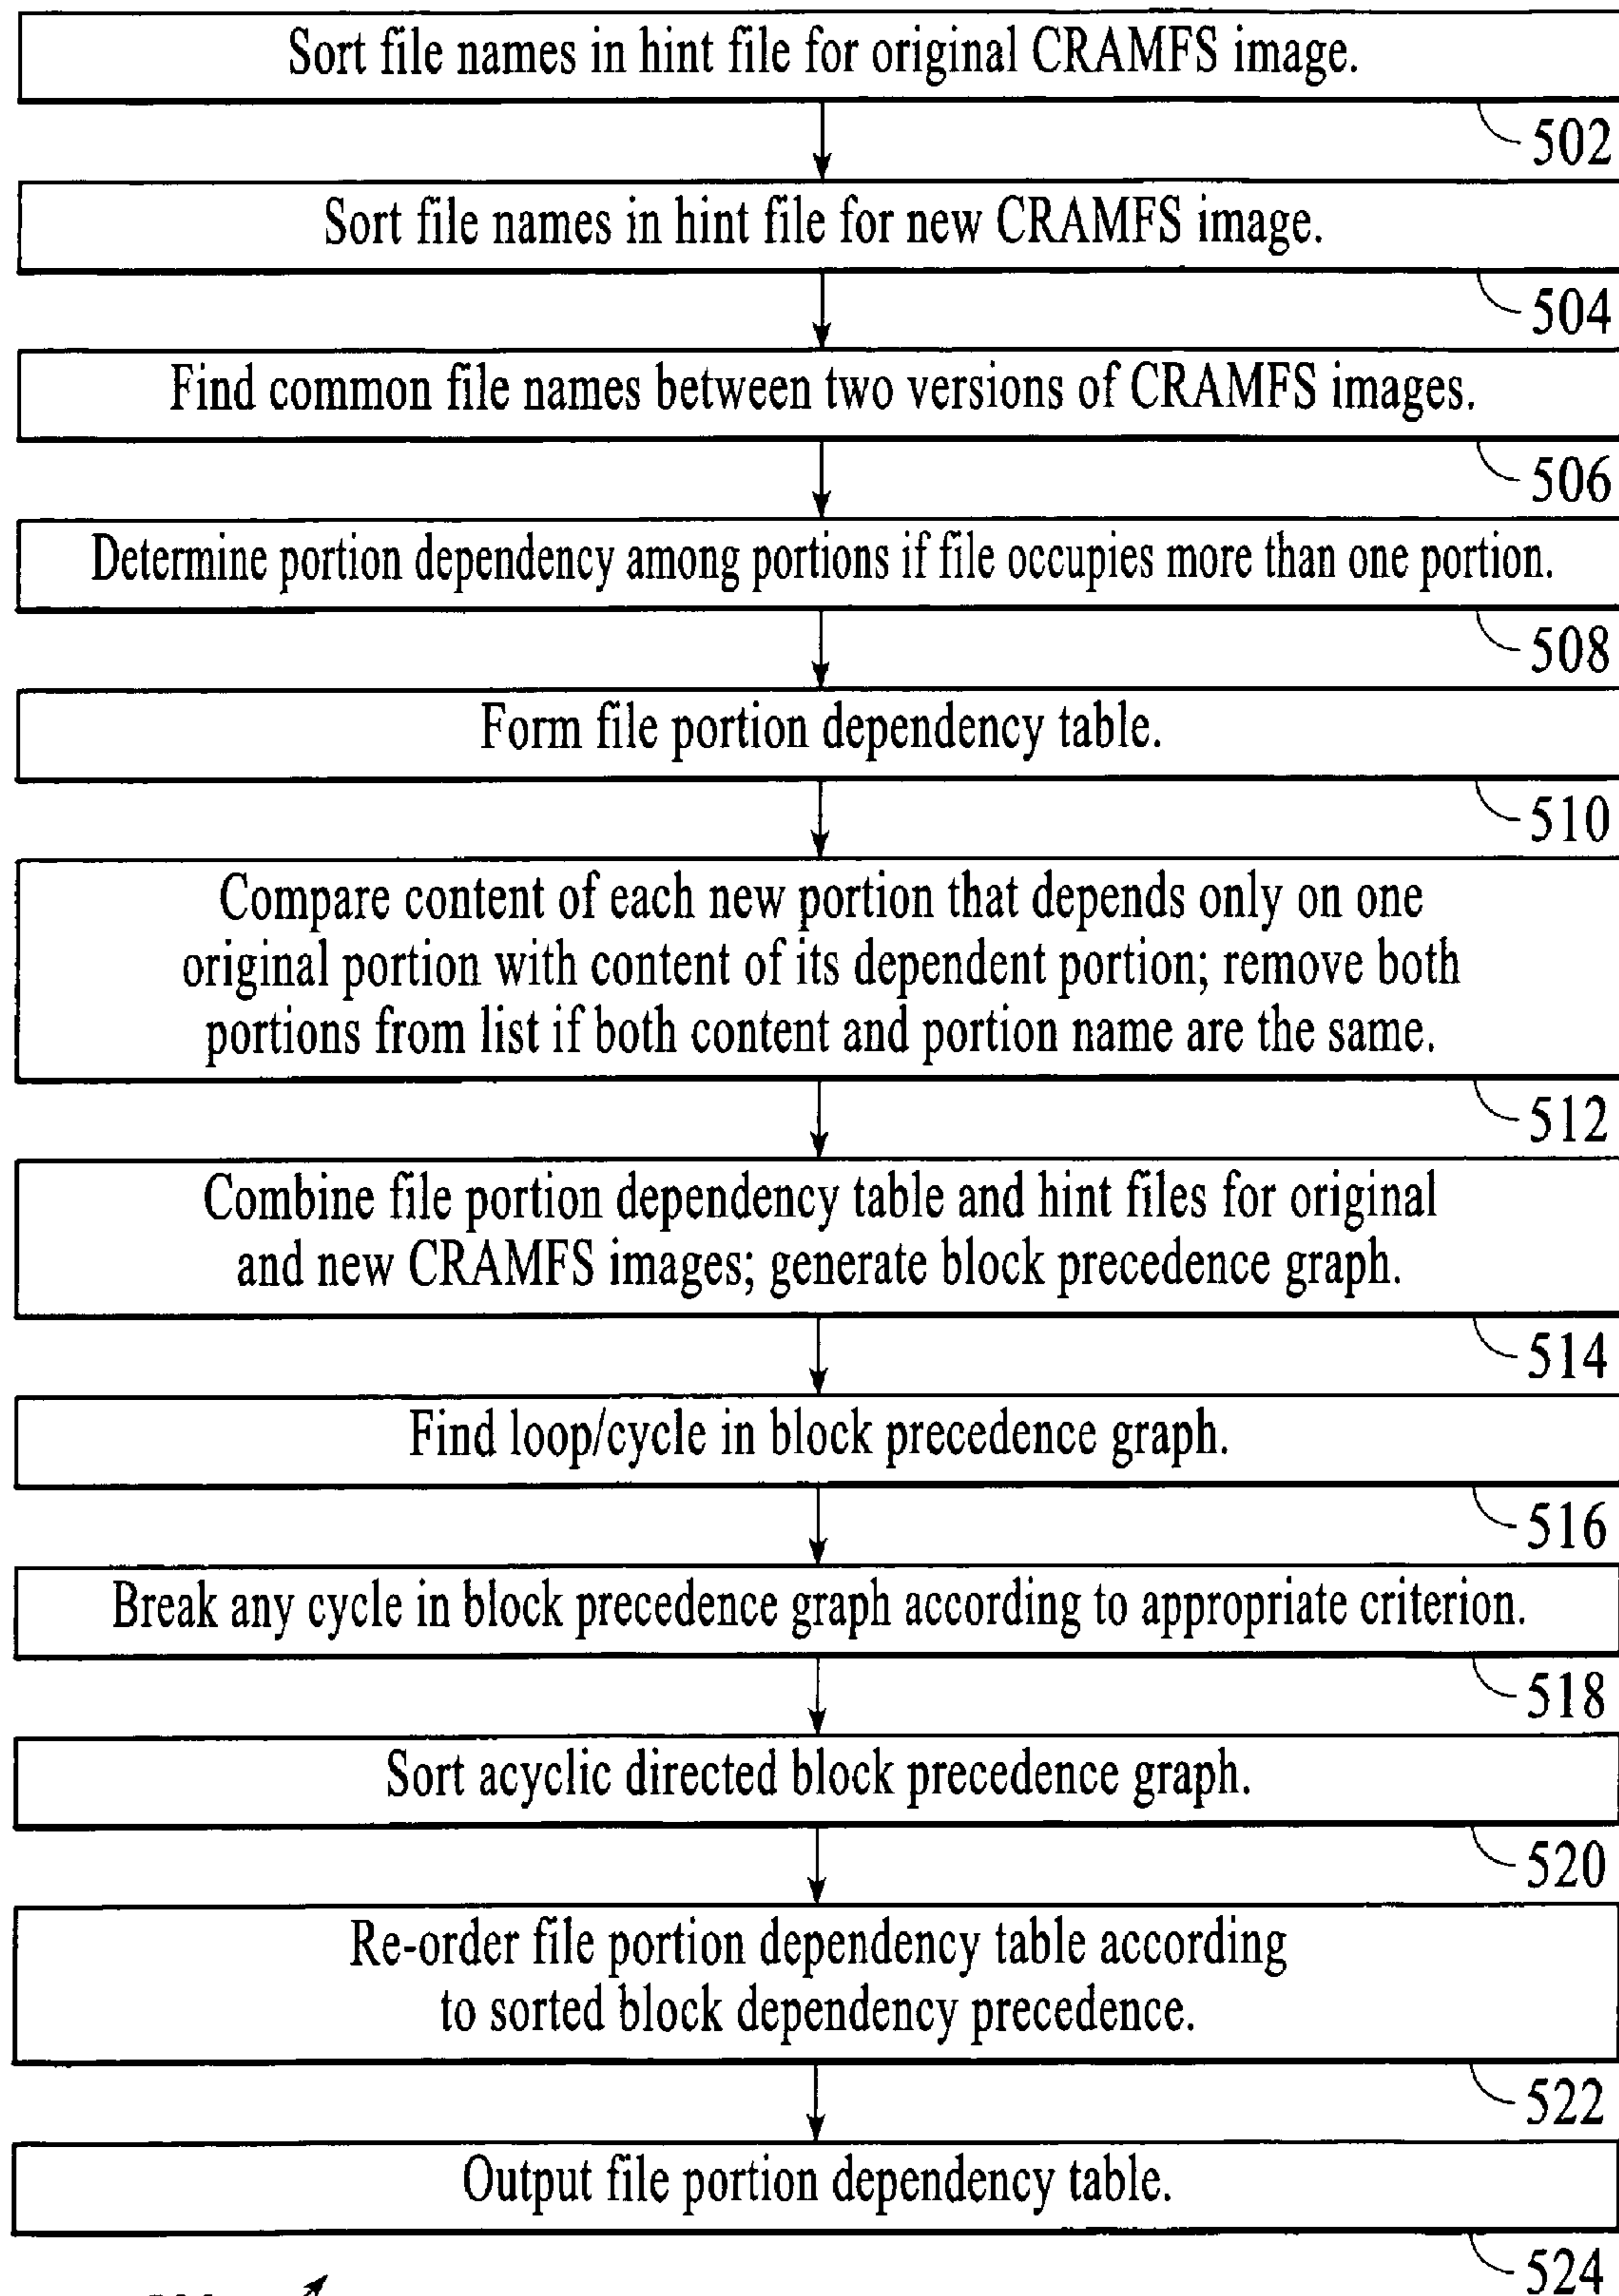 Sort file names in hint file for original CRAMFS image.
502
Sort file names in hint file for new CRAMFS image.
504
Find common file names between two versions of CRAMFS images.
506
Determine portion dependency among portions if file occupies more than one portion.
508
Form file portion dependency table.
510
Compare content of each new portion that depends only on one
original portion with content of its dependent portion; remove both
portions from list if both content and portion name are the same.
512
Combine file portion dependency table and hint files for original
and new CRAMFS images; generate block precedence graph.
514
Find loop/cycle in block precedence graph.
516
Break any cycle in block precedence graph according to appropriate criterion.
518
Sort acyclic directed block precedence graph.
520
Re-order file portion dependency table according
to sorted block dependency precedence.
522
Output file portion dependency table.
524